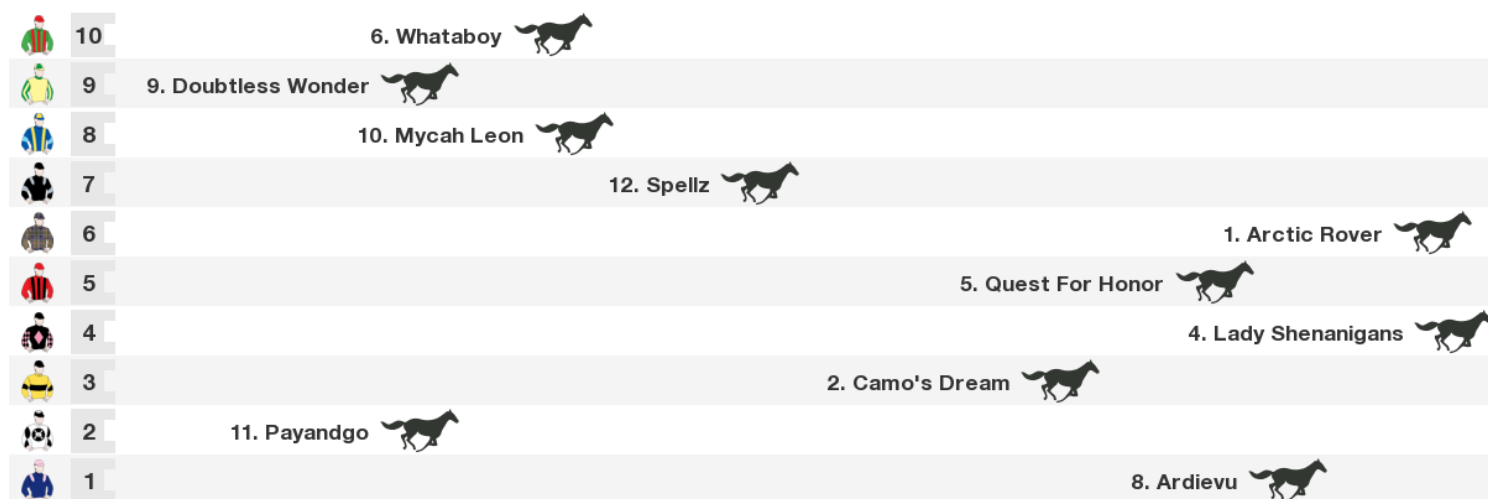 10 6. Whataboy
9 9. Doubtless Wonder
8 10. Mycah Leon
7 12. Spellz
6 1. Arctic Rover
5 5. Quest For Honor
4 4. Lady Shenanigans
3 2. Camo's Dream
2 11. Payandgo
1 8. Ardievu